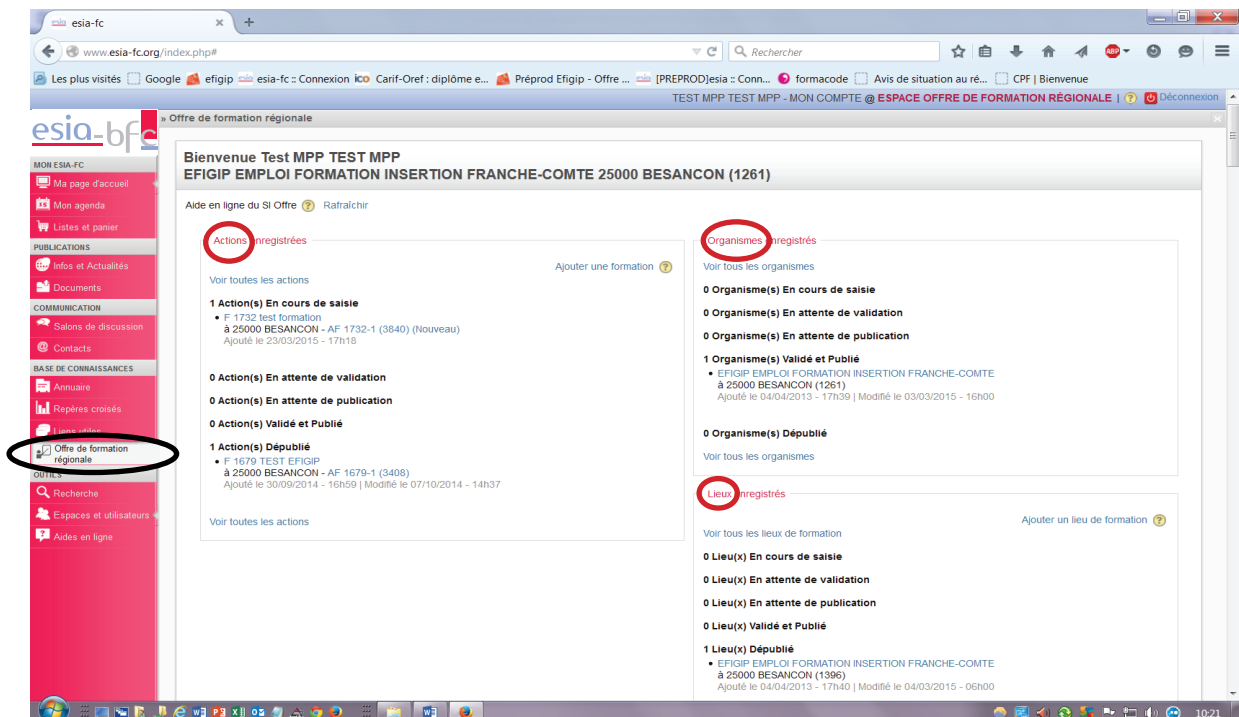 esia-fc
www.esia-fc.org/index.php#
Rechercher
ABP
Les plus visités Google efigip esia-fc :: Connexion ico Carif-Oref : diplôme e... Préprod Efigip - Offre ... [PREPROD]esia :: Conn... formacode Avis de situation au ré... CPF | Bienvenue
TEST MPP TEST MPP - MON COMPTE @ ESPACE OFFRE DE FORMATION RÉGIONALE | ? Déconnexion
esia-bfc
» Offre de formation régionale
MON ESIA-FC
Ma page d'accueil
Mon agenda
Listes et panier
PUBLICATIONS
Infos et Actualités
Documents
COMMUNICATION
Salons de discussion
Contacts
BASE DE CONNAISSANCES
Annuaire
Repères croisés
Liens utiles
Offre de formation
régionale
OUTILS
Recherche
Espaces et utilisateurs
Aides en ligne
Bienvenue Test MPP TEST MPP
EFIGIP EMPLOI FORMATION INSERTION FRANCHE-COMTE 25000 BESANCON (1261)
Aide en ligne du SI Offre ? Rafraîchir
Actions enregistrées
Ajouter une formation ?
Voir toutes les actions
1 Action(s) En cours de saisie
• F 1732 test formation
à 25000 BESANCON - AF 1732-1 (3840) (Nouveau)
Ajouté le 23/03/2015 - 17h18
0 Action(s) En attente de validation
0 Action(s) En attente de publication
0 Action(s) Validé et Publié
1 Action(s) Dépublié
• F 1679 TEST EFIGIP
à 25000 BESANCON - AF 1679-1 (3408)
Ajouté le 30/09/2014 - 16h59 | Modifié le 07/10/2014 - 14h37
Voir toutes les actions
Organismes enregistrés
Voir tous les organismes
0 Organisme(s) En cours de saisie
0 Organisme(s) En attente de validation
0 Organisme(s) En attente de publication
1 Organisme(s) Validé et Publié
• EFIGIP EMPLOI FORMATION INSERTION FRANCHE-COMTE
à 25000 BESANCON (1261)
Ajouté le 04/04/2013 - 17h39 | Modifié le 03/03/2015 - 16h00
0 Organisme(s) Dépublié
Voir tous les organismes
Lieux enregistrés
Ajouter un lieu de formation ?
Voir tous les lieux de formation
0 Lieu(x) En cours de saisie
0 Lieu(x) En attente de validation
0 Lieu(x) En attente de publication
0 Lieu(x) Validé et Publié
1 Lieu(x) Dépublié
• EFIGIP EMPLOI FORMATION INSERTION FRANCHE-COMTE
à 25000 BESANCON (1396)
Ajouté le 04/04/2013 - 17h40 | Modifié le 04/03/2015 - 06h00
10:21